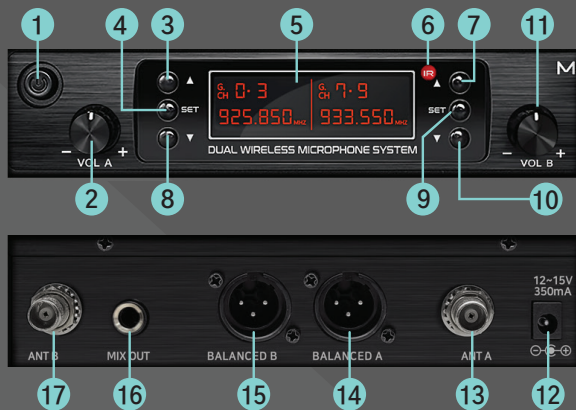 1
4
3
5
6
7
11
IR
M
▲
▲
G. CH 0·3
G. CH 7·9
SET
SET
925.850 MHZ
933.550 MHZ
▼
▼
– +
VOL A
DUAL WIRELESS MICROPHONE SYSTEM
– +
VOL B
2
8
9
10
12~15V
350mA
ANT B
MIX OUT
BALANCED B
BALANCED A
ANT A
17
16
15
14
13
12